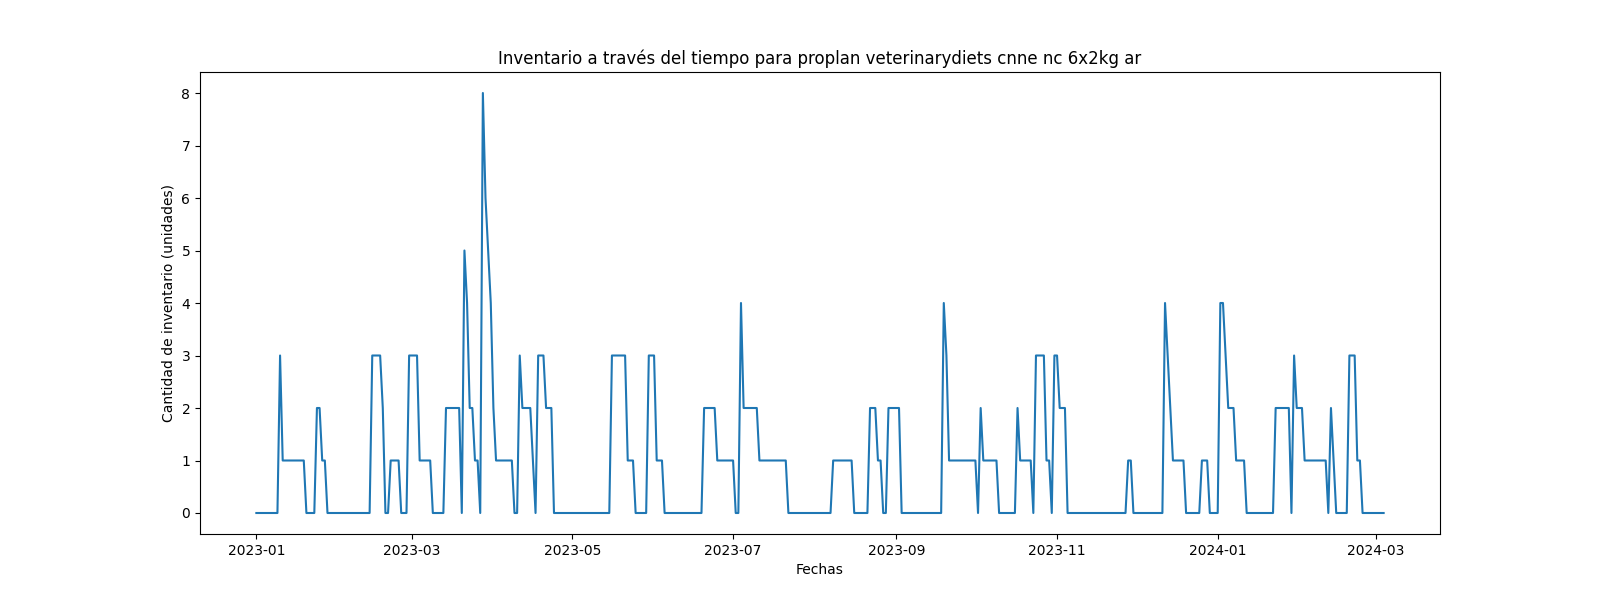 Inventario a través del tiempo para proplan veterinarydiets cnne nc 6x2kg ar
Cantidad de inventario (unidades)
8
7
6
5
4
3
2
1
0
2023-01 2023-03 2023-05 2023-07 2023-09 2023-11 2024-01 2024-03
Fechas